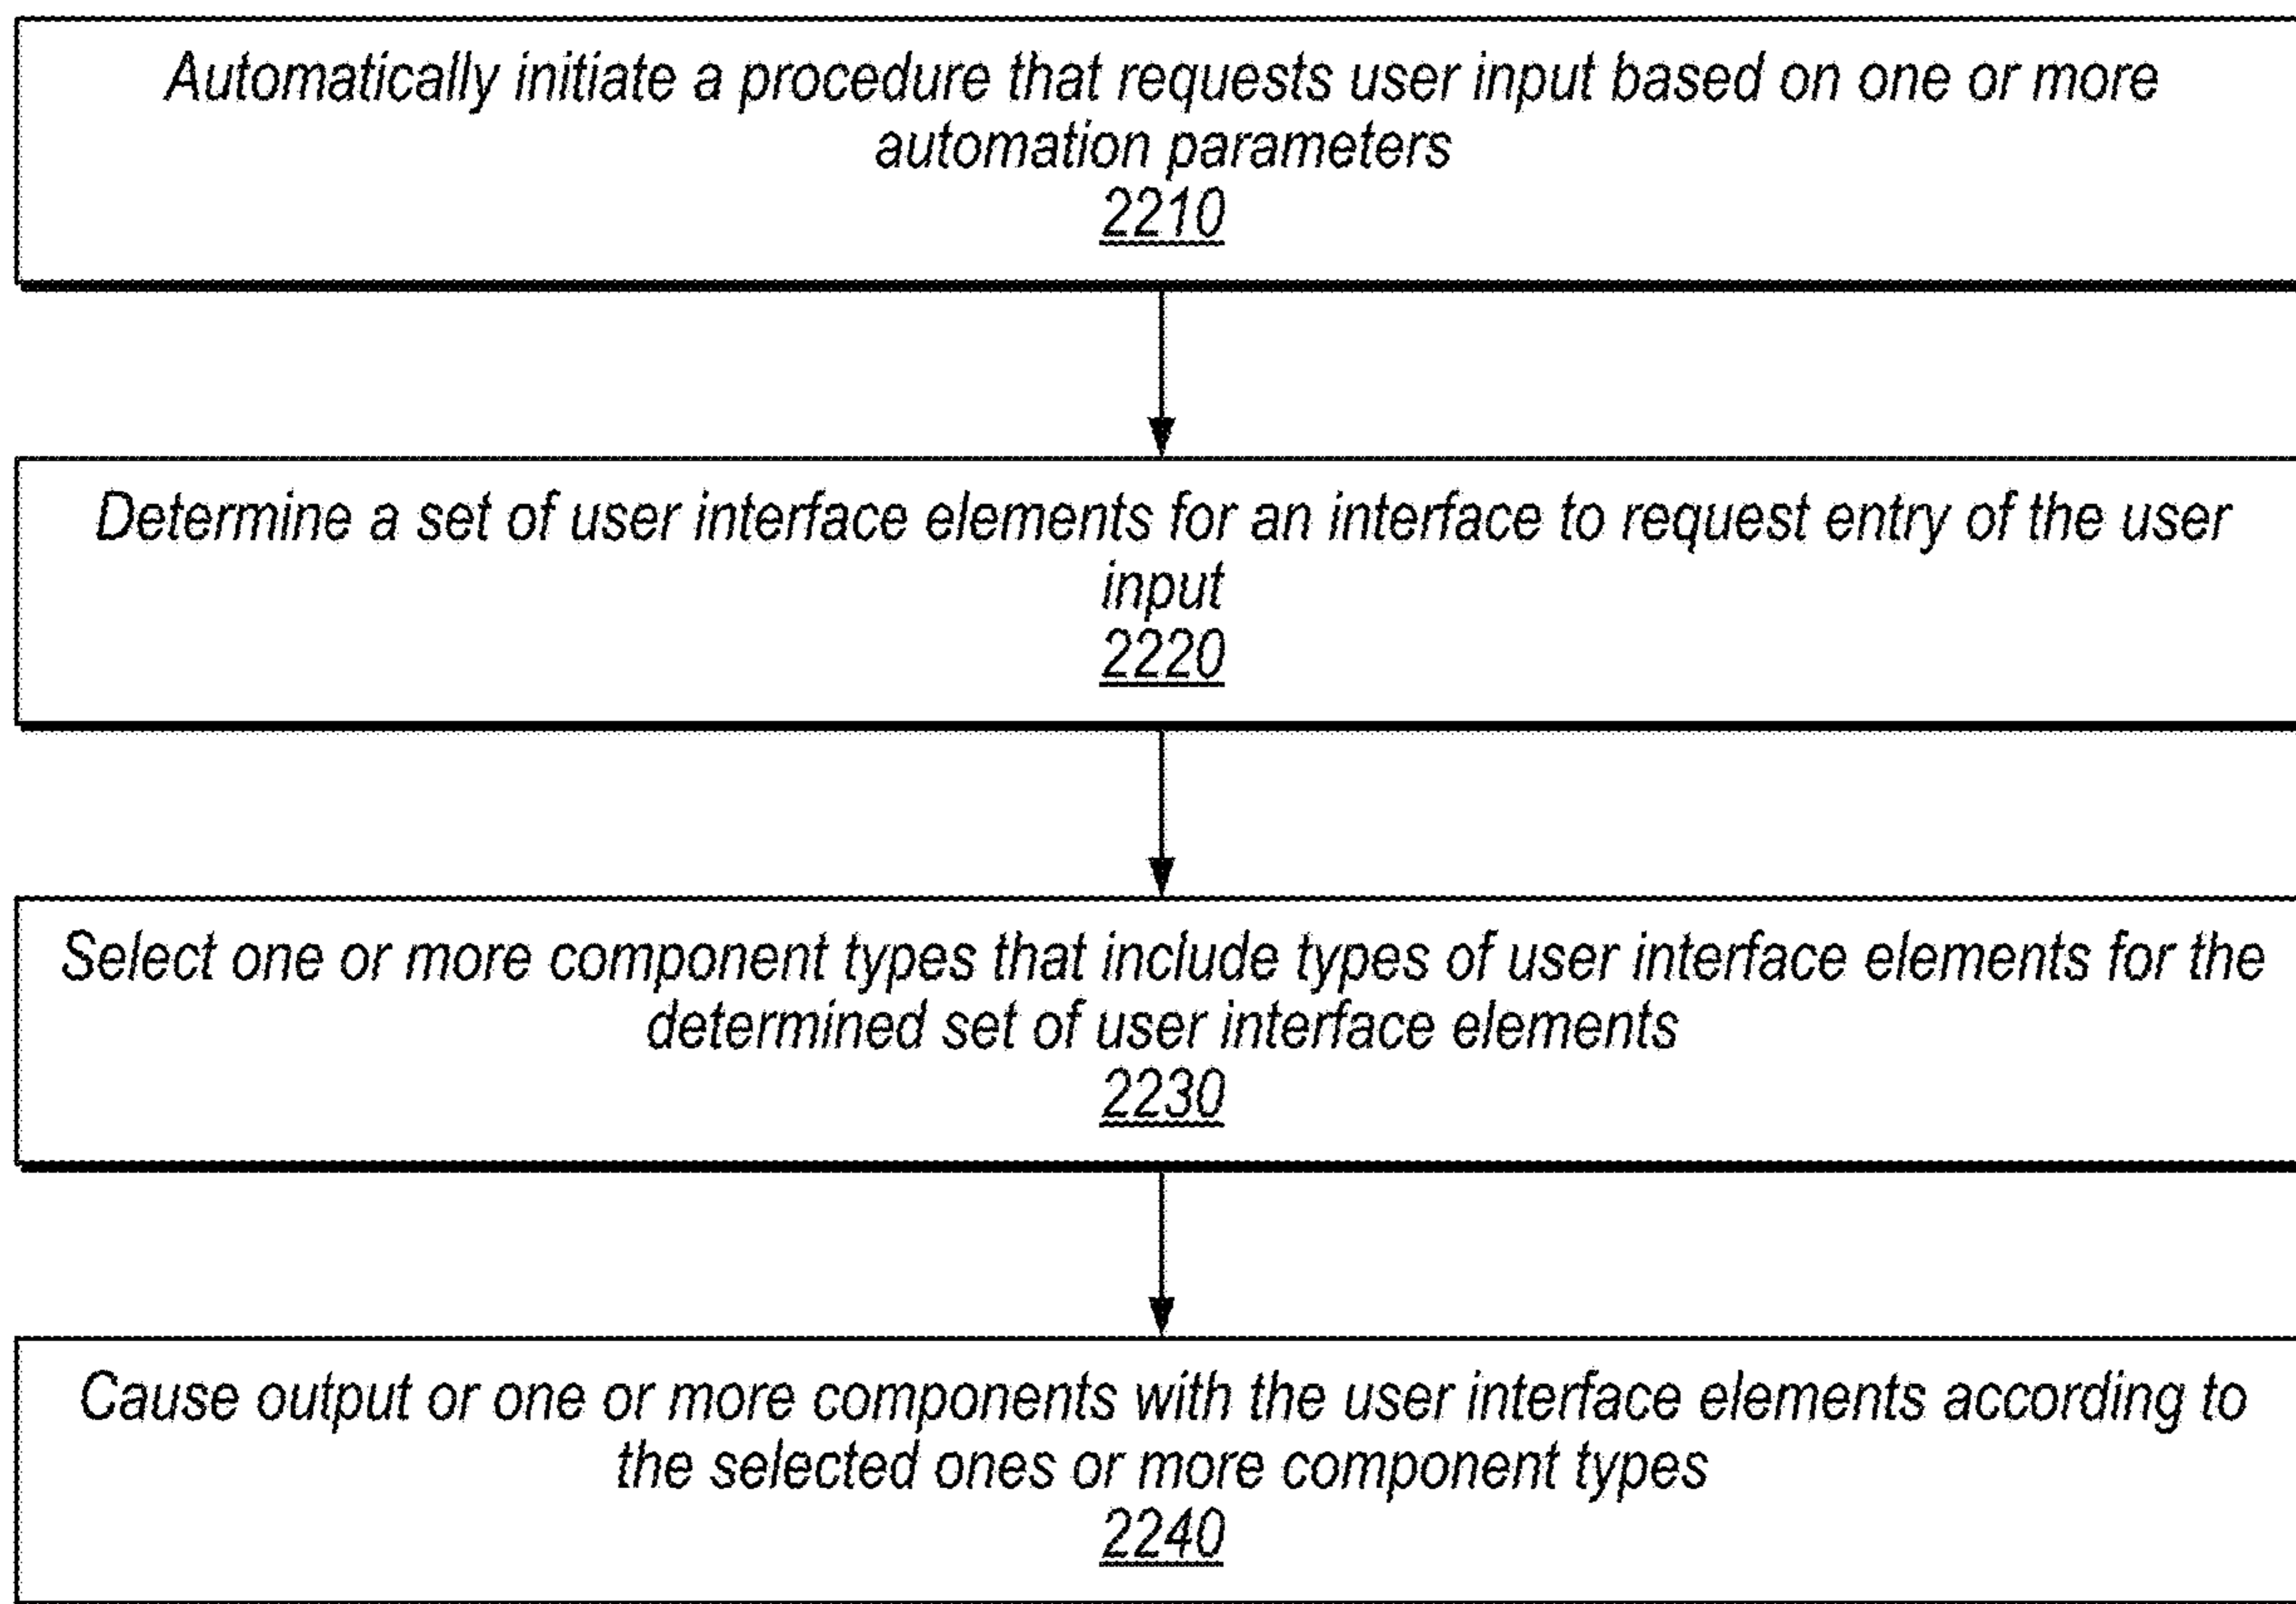 Automatically initiate a procedure that requests user input based on one or more
automation parameters
2210
Determine a set of user interface elements for an interface to request entry of the user
input
2220
Select one or more component types that include types of user interface elements for the
determined set of user interface elements
2230
Cause output or one or more components with the user interface elements according to
the selected ones or more component types
2240